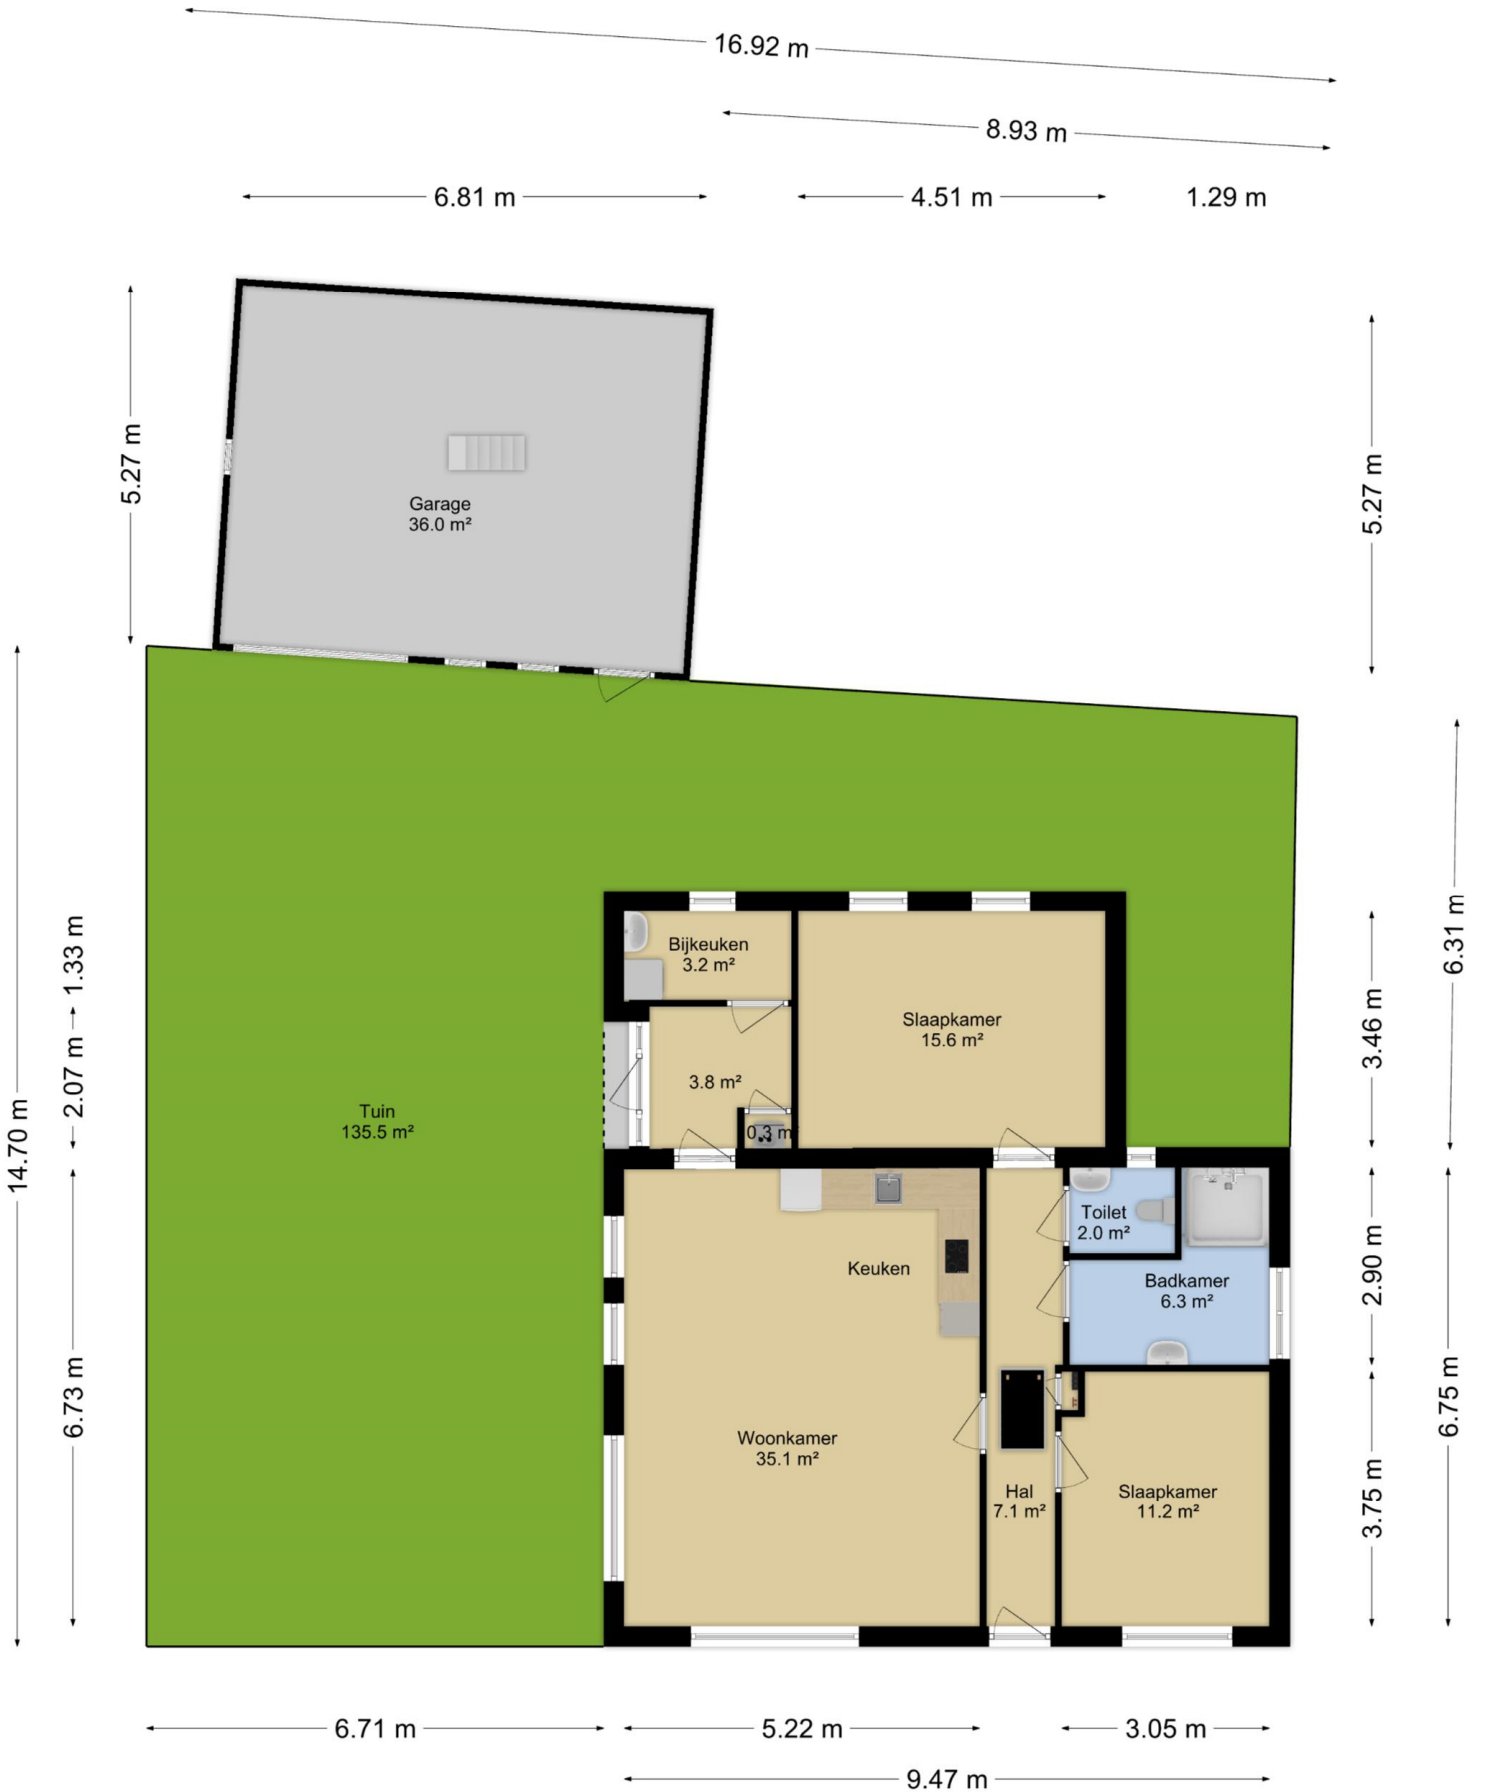 16.92 m
8.93 m
6.81 m
4.51 m
1.29 m
5.27 m
5.27 m
Garage
36.0 m²
14.70 m
1.33 m
2.07 m
6.73 m
6.31 m
3.46 m
2.90 m
3.75 m
6.75 m
Bijkeuken
3.2 m²
Slaapkamer
15.6 m²
3.8 m²
0.3 m
Tuin
135.5 m²
Toilet
2.0 m²
Keuken
Badkamer
6.3 m²
Woonkamer
35.1 m²
Hal
7.1 m²
Slaapkamer
11.2 m²
6.71 m
5.22 m
3.05 m
9.47 m